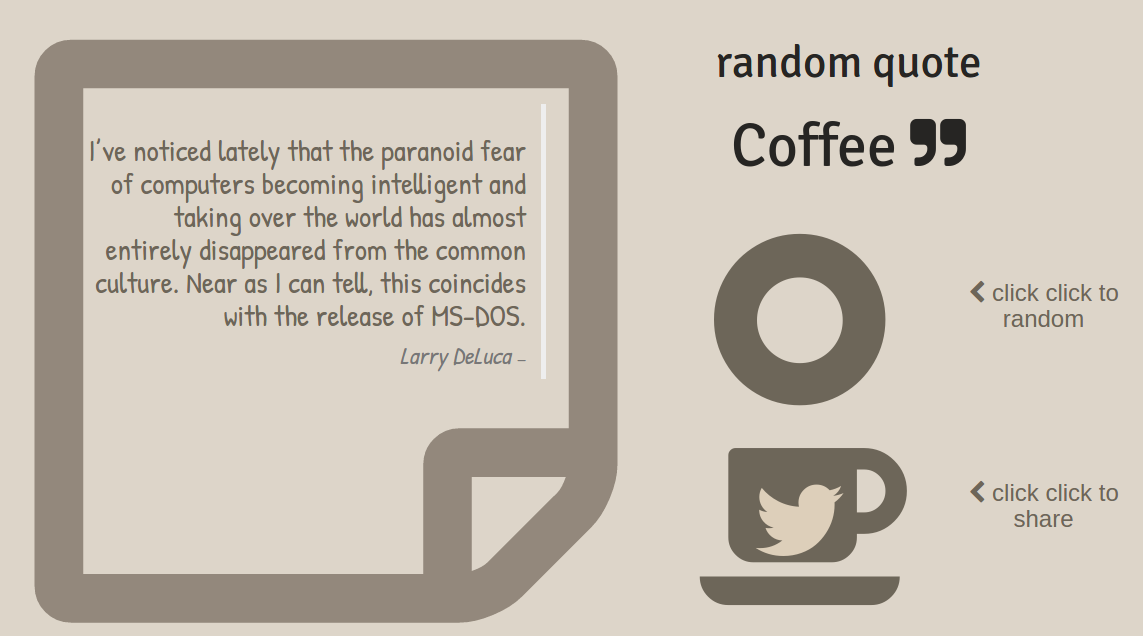 random quote
Coffee
I've noticed lately that the paranoid fear
of computers becoming intelligent and
taking over the world has almost
entirely disappeared from the common
culture. Near as I can tell, this coincides
with the release of MS-DOS.
Larry DeLuca –
click click to
random
click click to
share